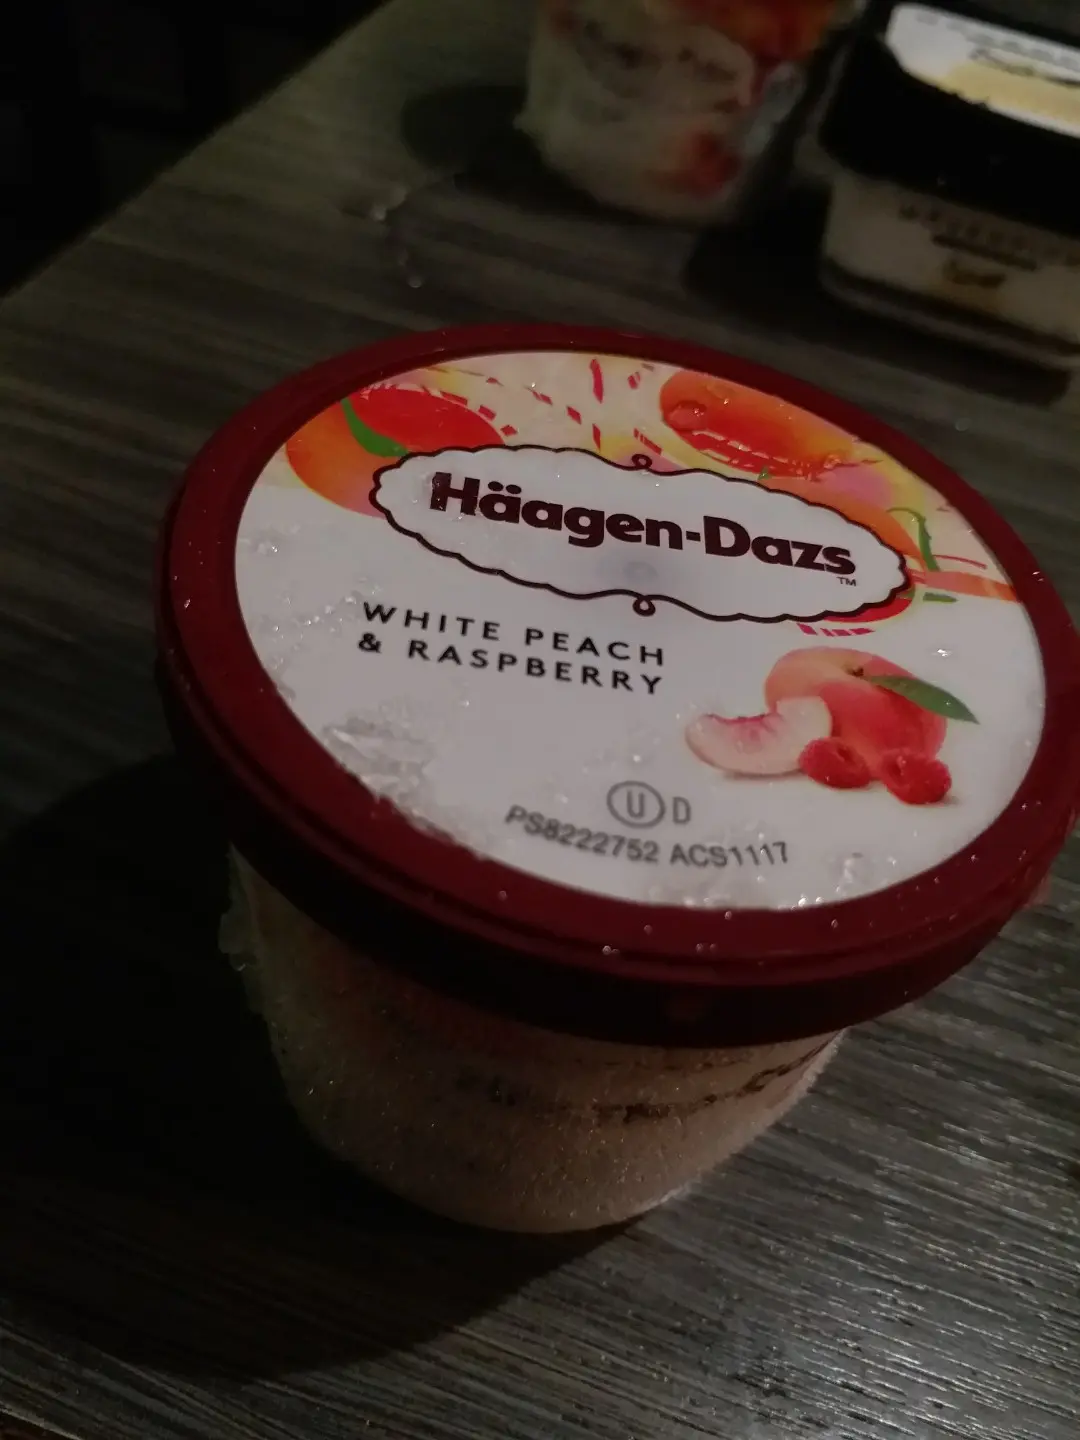 Häagen-Dazs
TM
WHITE PEACH
& RASPBERRY
U D
PS8222752 ACS1117